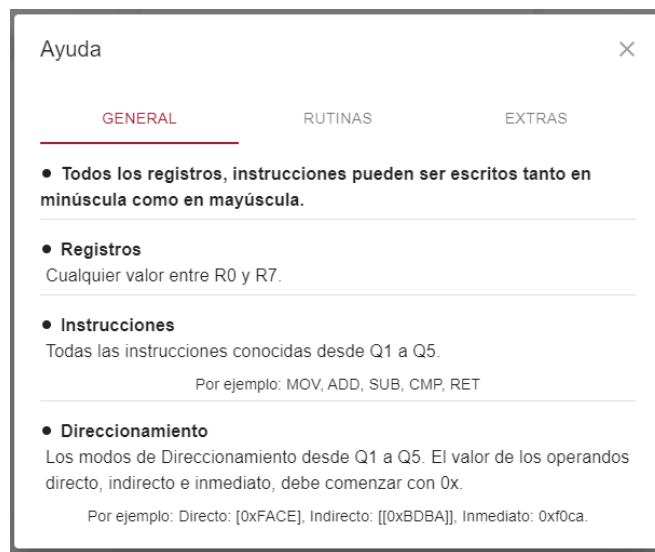 Ayuda
GENERAL RUTINAS EXTRAS
• Todos los registros, instrucciones pueden ser escritos tanto en
minúscula como en mayúscula.
• Registros
Cualquier valor entre R0 y R7.
• Instrucciones
Todas las instrucciones conocidas desde Q1 a Q5.
Por ejemplo: MOV, ADD, SUB, CMP, RET
• Direccionamiento
Los modos de Direccionamiento desde Q1 a Q5. El valor de los operandos
directo, indirecto e inmediato, debe comenzar con 0x.
Por ejemplo: Directo: [0xFACE], Indirecto: [[0xBDBA]], Inmediato: 0xf0ca.